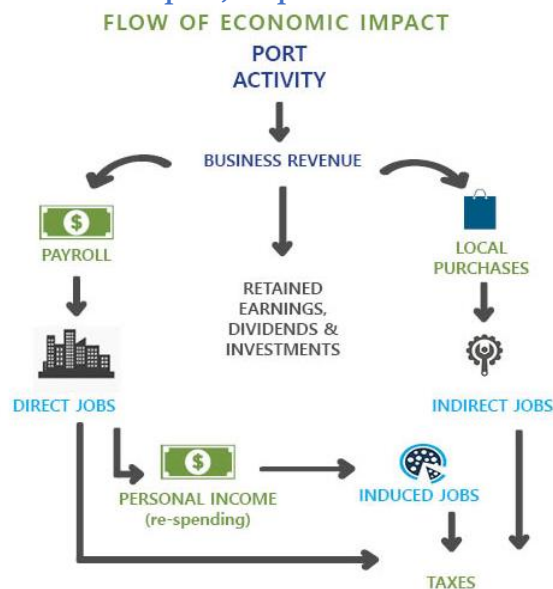 FLOW OF ECONOMIC IMPACT
PORT
ACTIVITY
BUSINESS REVENUE
$
PAYROLL
LOCAL
PURCHASES
RETAINED
EARNINGS,
DIVIDENDS &
INVESTMENTS
DIRECT JOBS
INDIRECT JOBS
$
PERSONAL INCOME
(re-spending)
INDUCED JOBS
TAXES